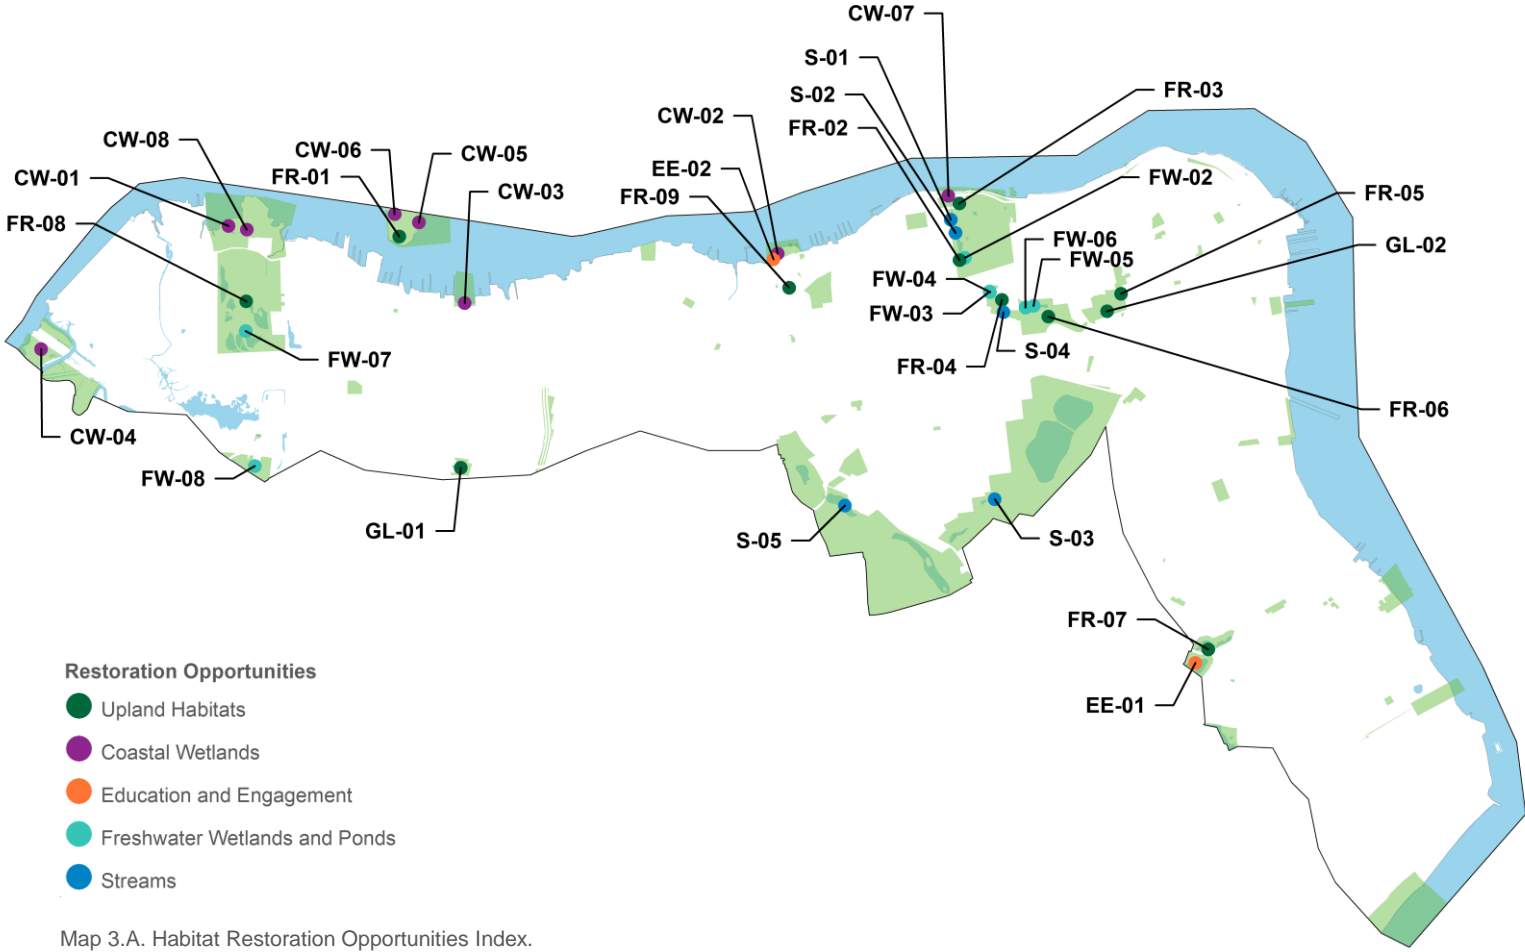 CW-07
S-01
S-02
FR-03
CW-02
FR-02
CW-08
CW-06
CW-05
FR-01
EE-02
FW-02
CW-01
CW-03
FR-09
FR-05
FR-08
FW-06
GL-02
FW-05
FW-04
FW-03
S-04
FW-07
FR-04
FR-06
CW-04
FW-08
GL-01
S-05
S-03
FR-07
EE-01
Restoration Opportunities
Upland Habitats
Coastal Wetlands
Education and Engagement
Freshwater Wetlands and Ponds
Streams
Map 3.A. Habitat Restoration Opportunities Index.